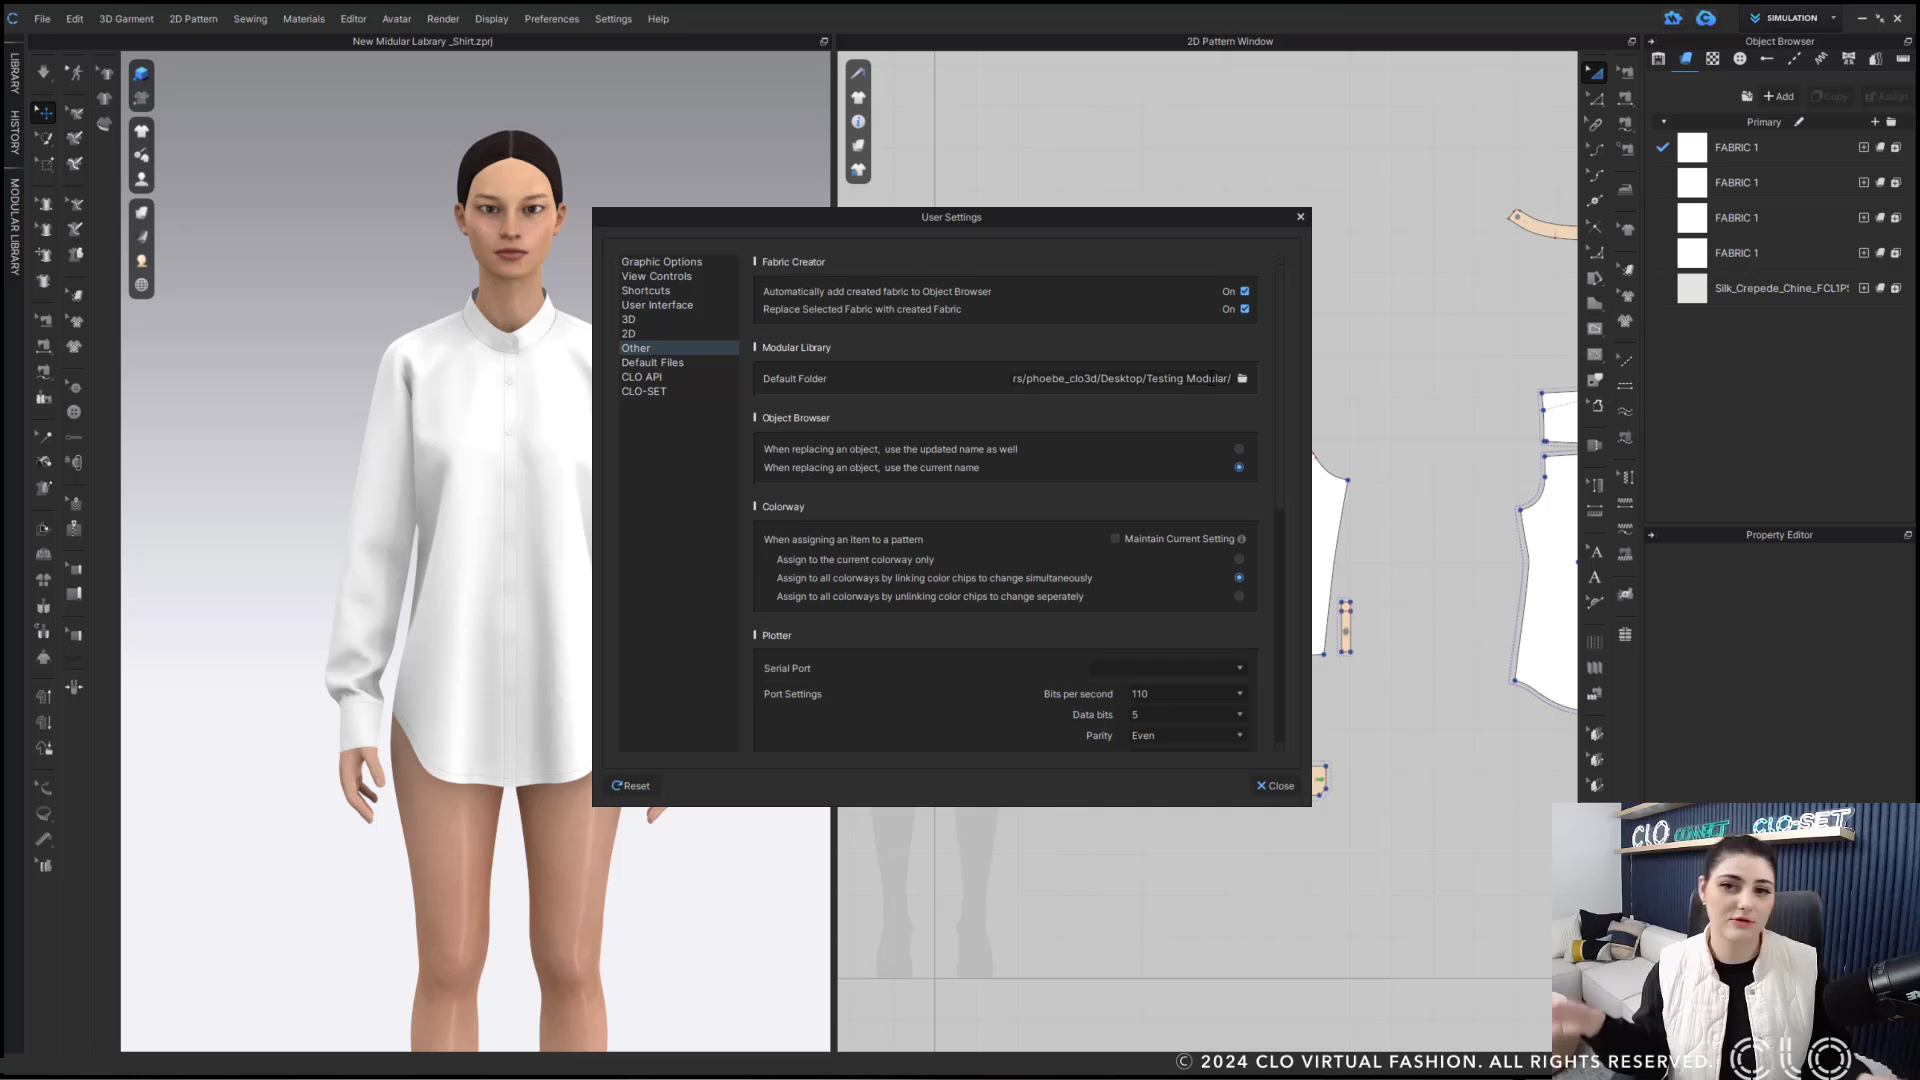 File Edit 3D Garment 2D Pattern Sewing Materials Editor Avatar Render Display Preferences Settings Help
SIMULATION
New Midular Library _Shirt.zprj
2D Pattern Window
Object Browser
LIBRARY
HISTORY
MODULAR LIBRARY
Add Copy Assign
Primary
FABRIC 1
FABRIC 1
FABRIC 1
FABRIC 1
Silk_Crepede_Chine_FCL1P
Property Editor
User Settings
Graphic Options
View Controls
Shortcuts
User Interface
3D
2D
Other
Default Files
CLO API
CLO-SET
Fabric Creator
Automatically add created fabric to Object Browser On
Replace Selected Fabric with created Fabric On
Modular Library
Default Folder rs/phoebe_clo3d/Desktop/Testing Modular/
Object Browser
When replacing an object, use the updated name as well
When replacing an object, use the current name
Colorway
When assigning an item to a pattern Maintain Current Setting
Assign to the current colorway only
Assign to all colorways by linking color chips to change simultaneously
Assign to all colorways by unlinking color chips to change seperately
Plotter
Serial Port
Port Settings Bits per second 110
Data bits 5
Parity Even
Reset Close
CLO CONNECT CLO-SET
© 2024 CLO VIRTUAL FASHION. ALL RIGHTS RESERVED.
CLO